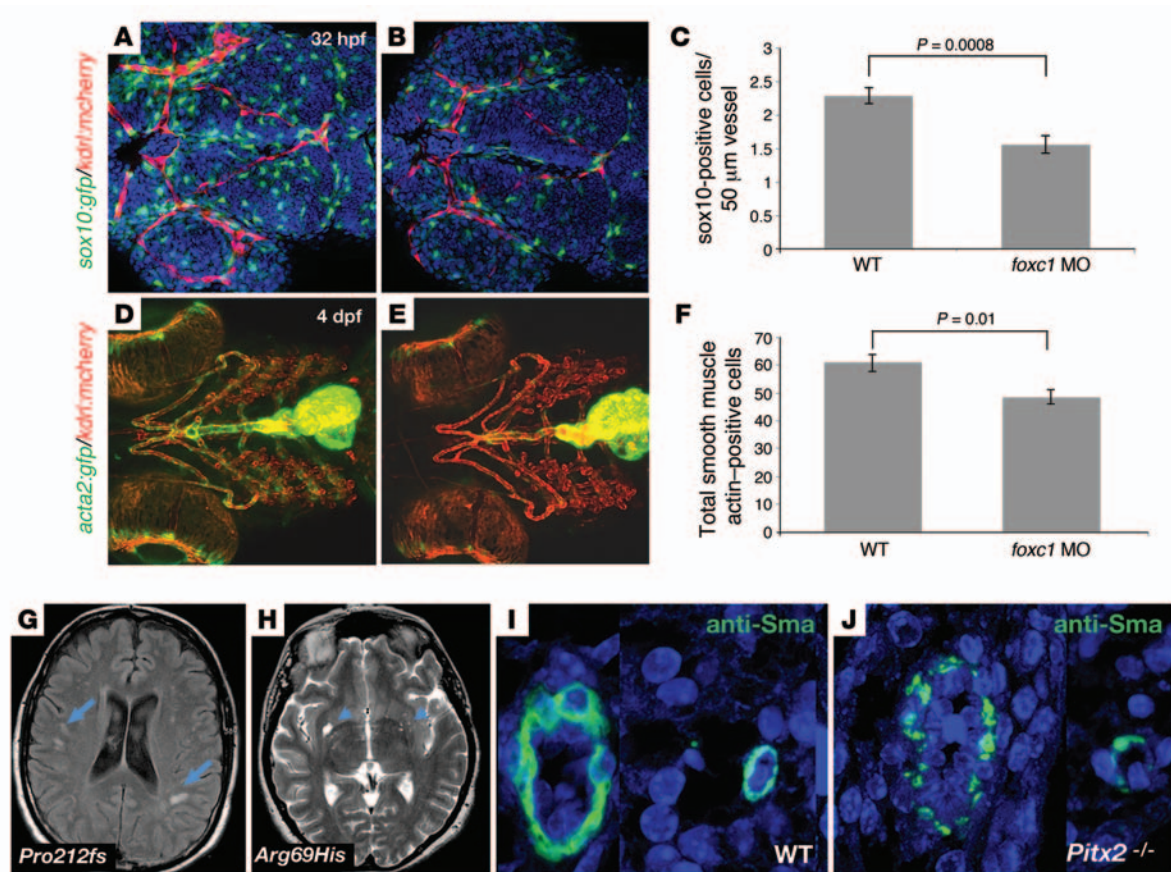 A
32 hpf
B
sox10:gfp/kdrl:mcherry
C
sox10-positive cells/
50 μm vessel
3
2.5
2
1.5
1
0.5
0
P = 0.0008
WT
foxc1 MO
D
4 dpf
E
acta2:gfp/kdrl:mcherry
F
Total smooth muscle
actin–positive cells
70
60
50
40
30
20
10
0
P = 0.01
WT
foxc1 MO
G
Pro212fs
H
Arg69His
I
anti-Sma
WT
J
anti-Sma
Pitx2 -/-